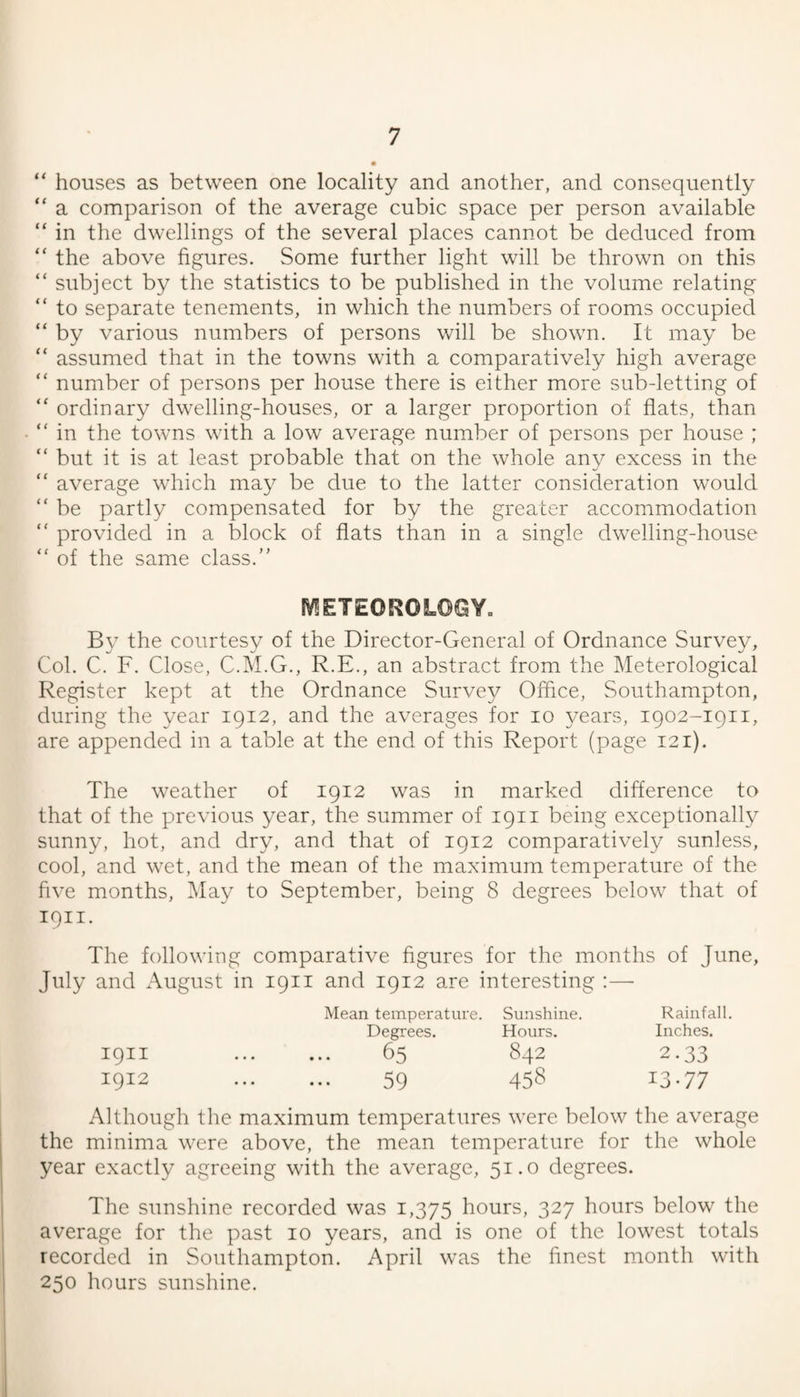 7
“ houses as between one locality and another, and consequently
“ a comparison of the average cubic space per person available
“ in the dwellings of the several places cannot be deduced from
“ the above figures. Some further light will be thrown on this
“ subject by the statistics to be published in the volume relating
“ to separate tenements, in which the numbers of rooms occupied
“ by various numbers of persons will be shown. It may be
“ assumed that in the towns with a comparatively high average
“ number of persons per house there is either more sub-letting of
“ ordinary dwelling-houses, or a larger proportion of flats, than
“ in the towns with a low average number of persons per house ;
“ but it is at least probable that on the whole any excess in the
“ average which may be due to the latter consideration would
“ be partly compensated for by the greater accommodation
“ provided in a block of flats than in a single dwelling-house
“ of the same class.”
METEOROLOGY.
By the courtesy of the Director-General of Ordnance Survey,
Col. C. F. Close, C.M.G., R.E., an abstract from the Meterological
Register kept at the Ordnance Survey Office, Southampton,
during the year 1912, and the averages for 10 years, 1902-1911,
are appended in a table at the end of this Report (page 121).
The weather of 1912 was in marked difference to
that of the previous year, the summer of 1911 being exceptionally
sunny, hot, and dry, and that of 1912 comparatively sunless,
cool, and wet, and the mean of the maximum temperature of the
five months, May to September, being 8 degrees below that of
1911.
The following comparative figures for the months of June,
July and August in 1911 and 1912 are interesting :—
Mean temperature. Sunshine. Rainfall.
Degrees. Hours. Inches.
1911 ... ... 65 842 2.33
1912 ... ... 59 458 13.77
Although the maximum temperatures were below the average
the minima were above, the mean temperature for the whole
year exactly agreeing with the average, 51.0 degrees.
The sunshine recorded was 1,375 hours, 327 hours below the
average for the past 10 years, and is one of the lowest totals
recorded in Southampton. April was the finest month with
250 hours sunshine.